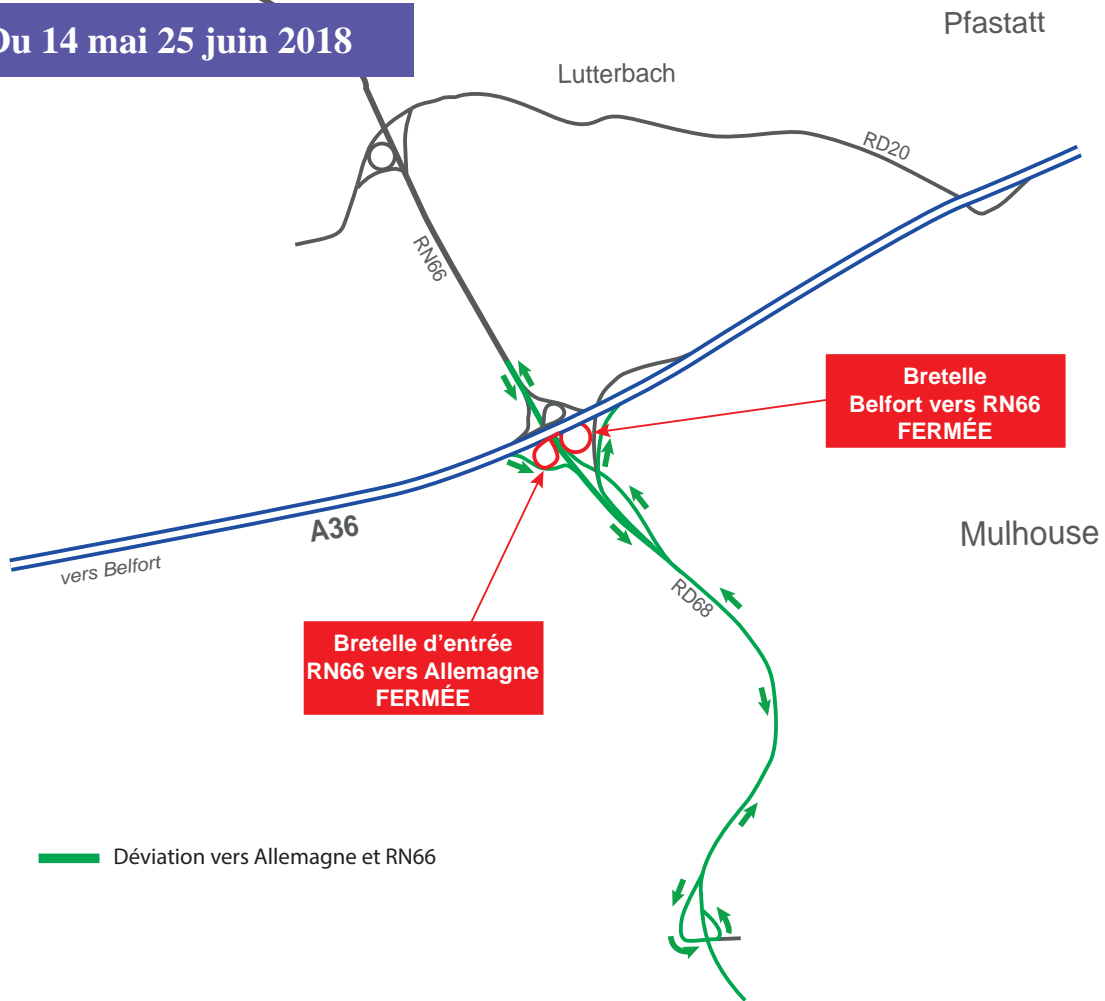 Du 14 mai 25 juin 2018
Pfastatt
Lutterbach
RD20
RN66
Bretelle
Belfort vers RN66
FERMÉE
A36
vers Belfort
Mulhouse
RD68
Bretelle d'entrée
RN66 vers Allemagne
FERMÉE
Déviation vers Allemagne et RN66